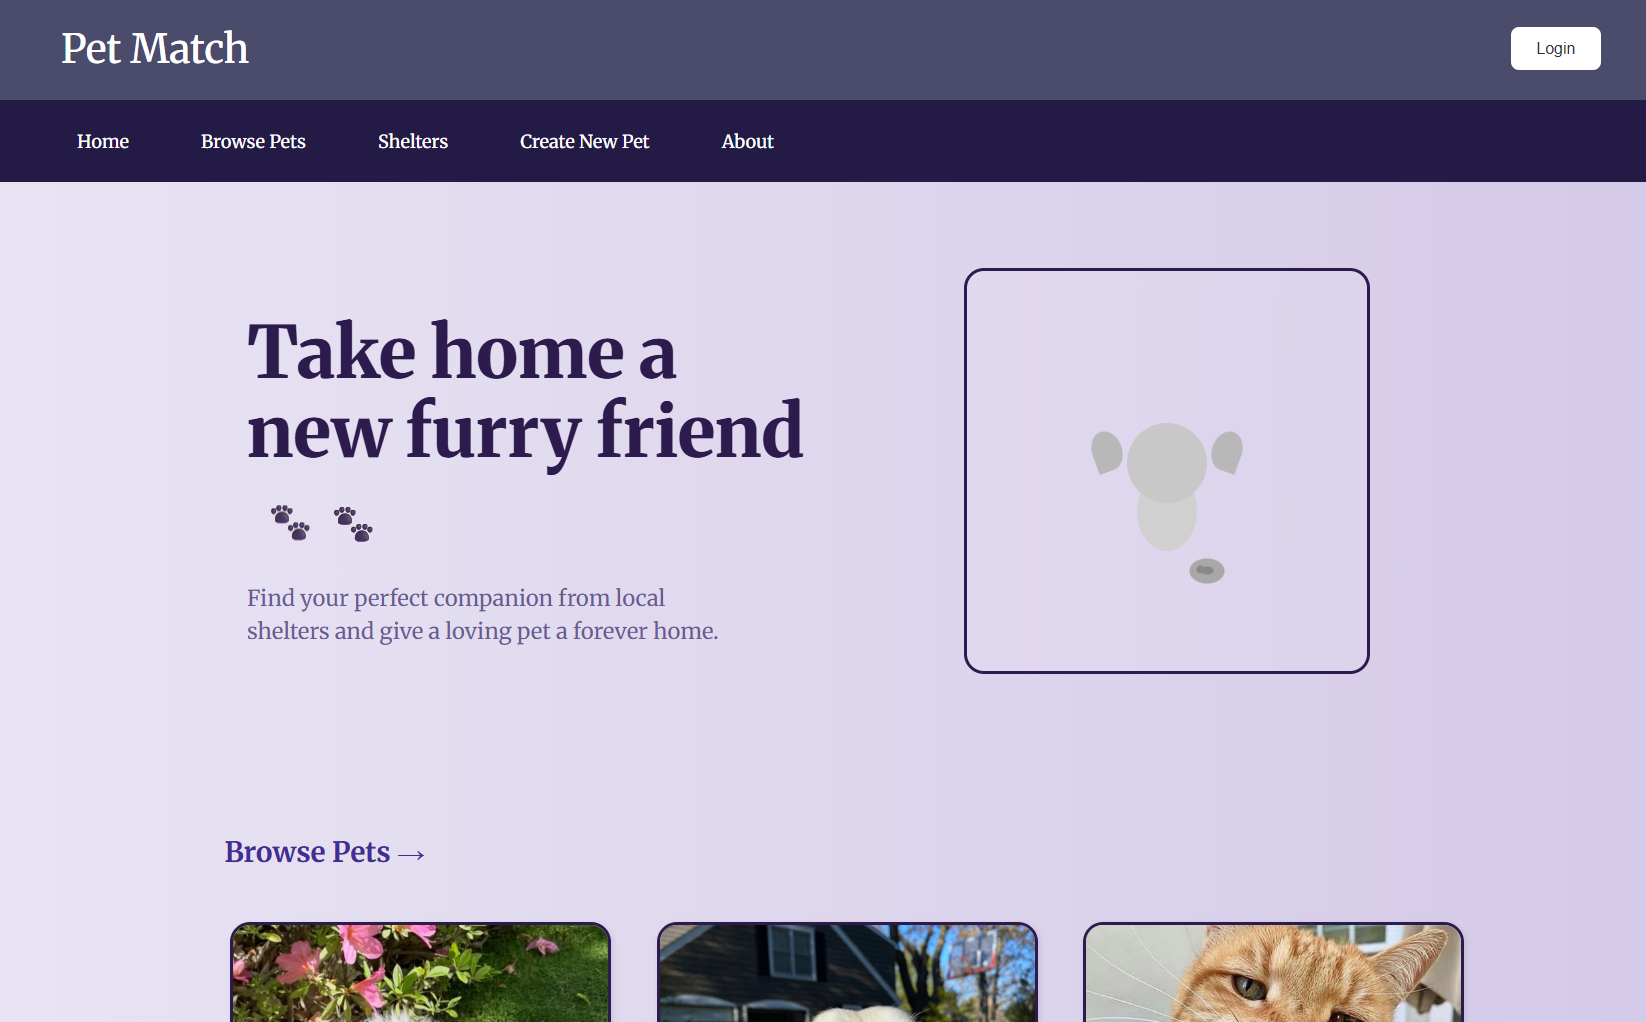 Pet Match
Login
Home
Browse Pets
Shelters
Create New Pet
About
Take home a
new furry friend
Find your perfect companion from local
shelters and give a loving pet a forever home.
Browse Pets →